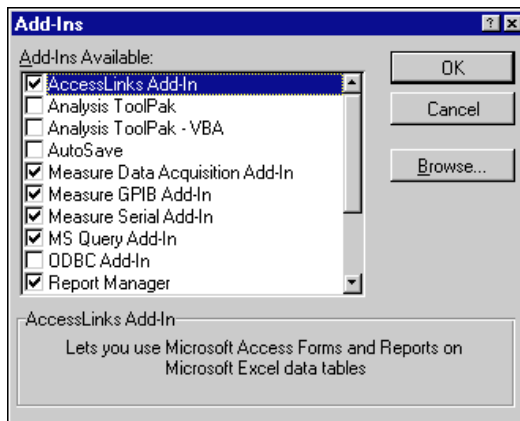 Add-Ins
Add-Ins Available:
AccessLinks Add-In
Analysis ToolPak
Analysis ToolPak - VBA
AutoSave
Measure Data Acquisition Add-In
Measure GPIB Add-In
Measure Serial Add-In
MS Query Add-In
ODBC Add-In
Report Manager
OK
Cancel
Browse...
AccessLinks Add-In
Lets you use Microsoft Access Forms and Reports on
Microsoft Excel data tables